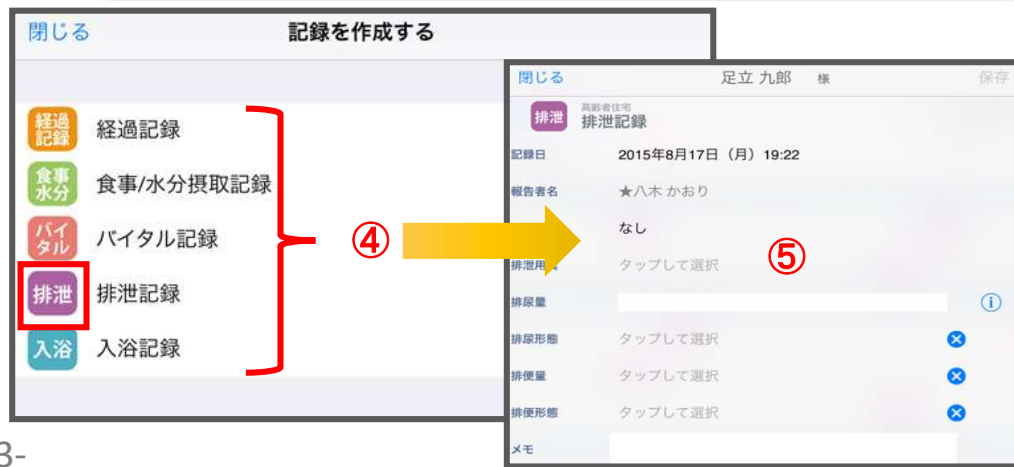 閉じる 記録を作成する
経過記録 経過記録
食事水分 食事/水分摂取記録
バイタル バイタル記録
排泄 排泄記録
入浴 入浴記録
④
閉じる 足立 九郎 様 保存
排泄 高齢者住宅
排泄記録
記録日 2015年8月17日（月）19:22
報告者名 ★八木 かおり
なし
排泄用 タップして選択
⑤
排尿量
排尿形態 タップして選択
排便量 タップして選択
排便形態 タップして選択
メモ
3-